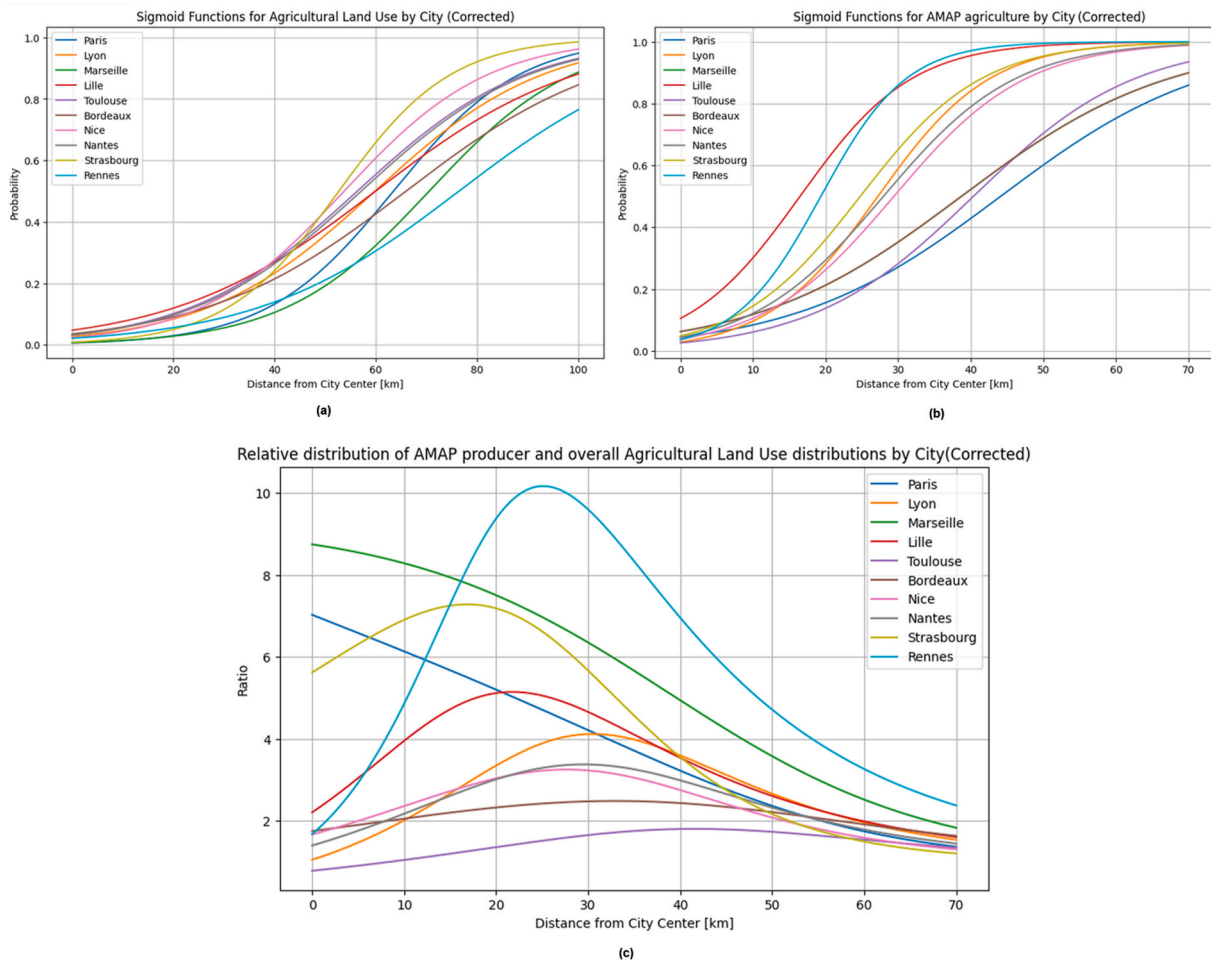 Sigmoid Functions for Agricultural Land Use by City (Corrected)
1.0
0.8
0.6
0.4
0.2
0.0
Probability
Paris
Lyon
Marseille
Lille
Toulouse
Bordeaux
Nice
Nantes
Strasbourg
Rennes
0 20 40 60 80 100
Distance from City Center [km]
(a)
Sigmoid Functions for AMAP agriculture by City (Corrected)
1.0
0.8
0.6
0.4
0.2
0.0
Probability
Paris
Lyon
Marseille
Lille
Toulouse
Bordeaux
Nice
Nantes
Strasbourg
Rennes
0 10 20 30 40 50 60 70
Distance from City Center [km]
(b)
Relative distribution of AMAP producer and overall Agricultural Land Use distributions by City(Corrected)
10
8
6
4
2
Ratio
Paris
Lyon
Marseille
Lille
Toulouse
Bordeaux
Nice
Nantes
Strasbourg
Rennes
0 10 20 30 40 50 60 70
Distance from City Center [km]
(c)